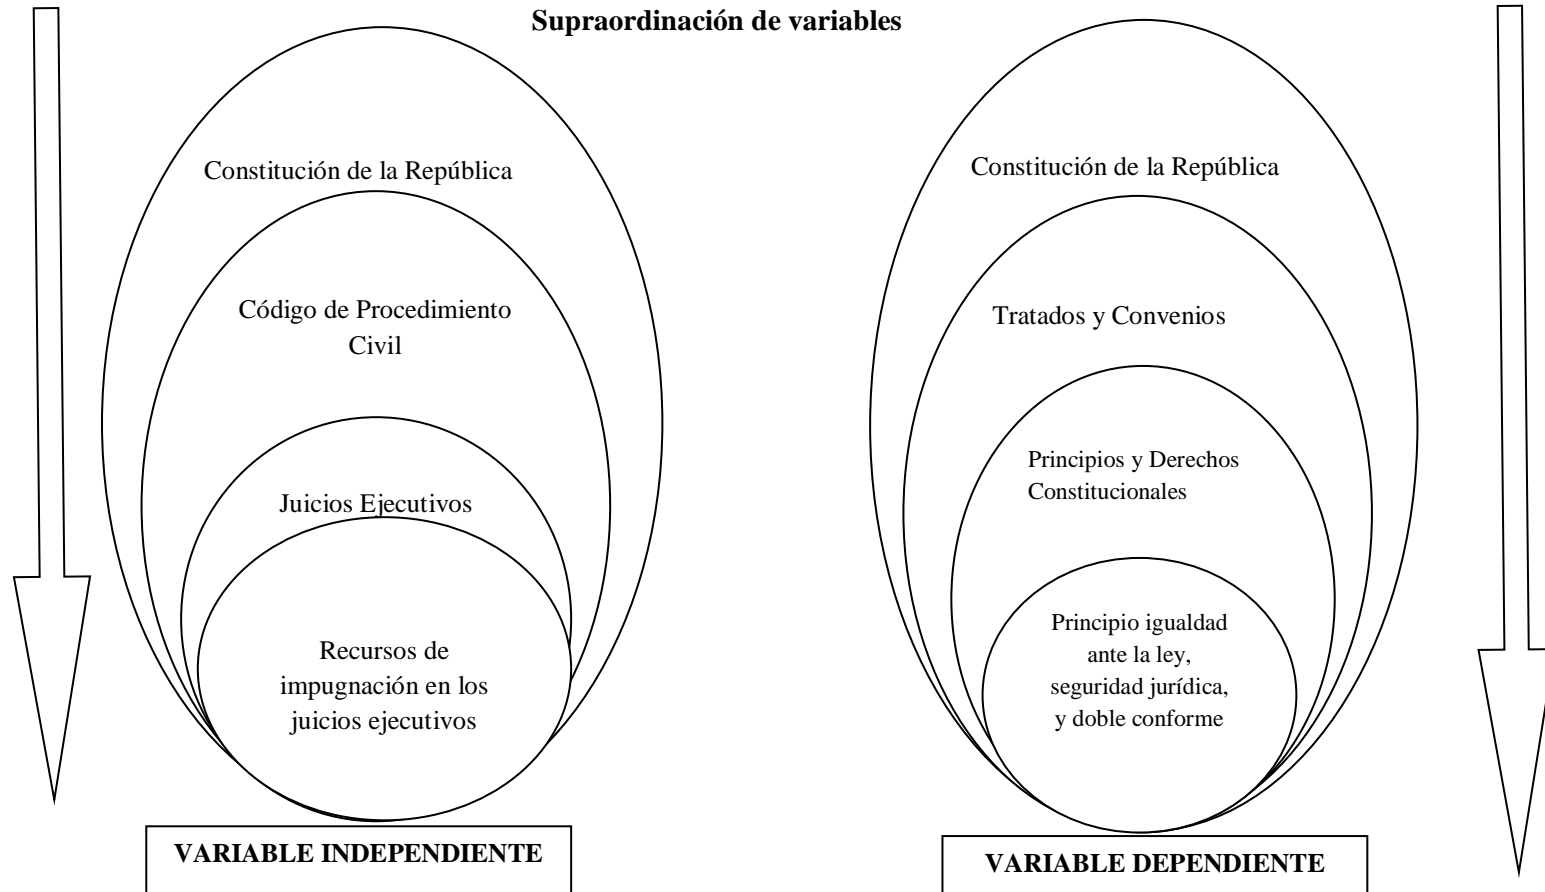 Supraordinación de variables
Constitución de la República
Código de Procedimiento
Civil
Juicios Ejecutivos
Recursos de
impugnación en los
juicios ejecutivos
VARIABLE INDEPENDIENTE
Constitución de la República
Tratados y Convenios
Principios y Derechos
Constitucionales
Principio igualdad
ante la ley,
seguridad jurídica,
y doble conforme
VARIABLE DEPENDIENTE